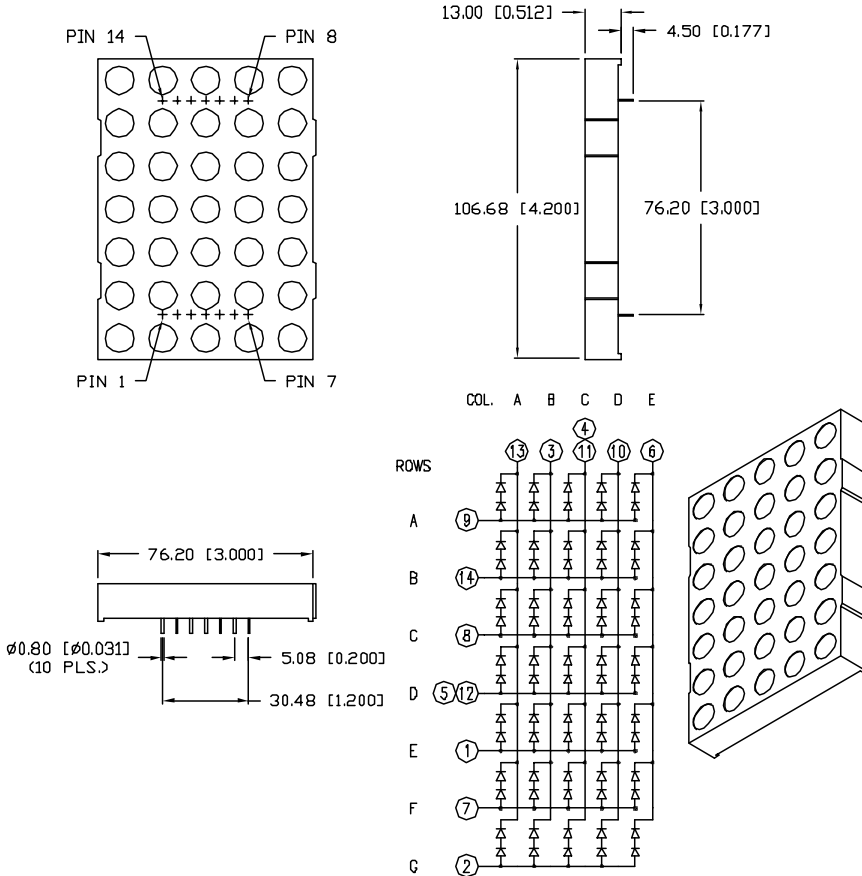 13.00 [0.512]
PIN 14
PIN 8
4.50 [0.177]
106.68 [4.200]
76.20 [3.000]
PIN 1
PIN 7
COL. A B C D E
4
13 3 11 10 6
ROWS
A 9
76.20 [3.000]
B 14
C 8
ø0.80 [ø0.031]
(10 PLS.)
5.08 [0.200]
30.48 [1.200]
D 5 12
E 1
F 7
G 2